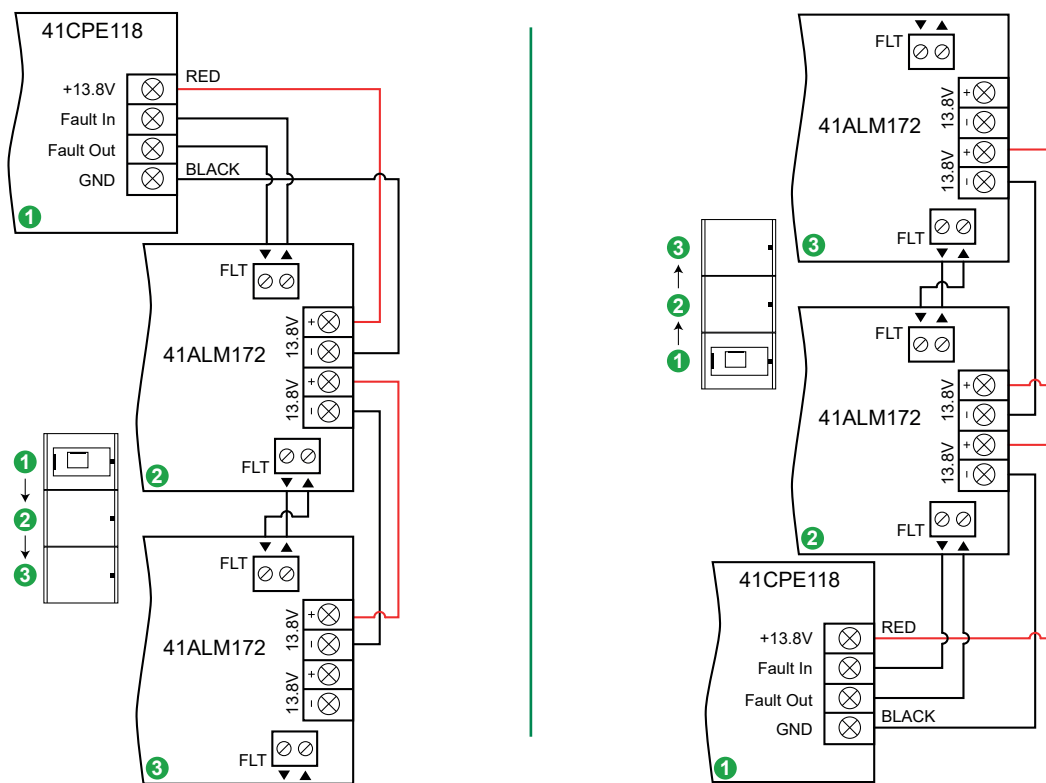 41CPE118
+13.8V
RED
Fault In
Fault Out
GND
BLACK
1
FLT
41ALM172
+
-
13.8V
+
-
13.8V
FLT
2
1
2
3
FLT
41ALM172
+
-
13.8V
+
-
13.8V
FLT
3
FLT
41ALM172
+
-
13.8V
+
-
13.8V
FLT
3
3
2
1
FLT
41ALM172
+
-
13.8V
+
-
13.8V
FLT
2
41CPE118
+13.8V
RED
Fault In
Fault Out
GND
BLACK
1